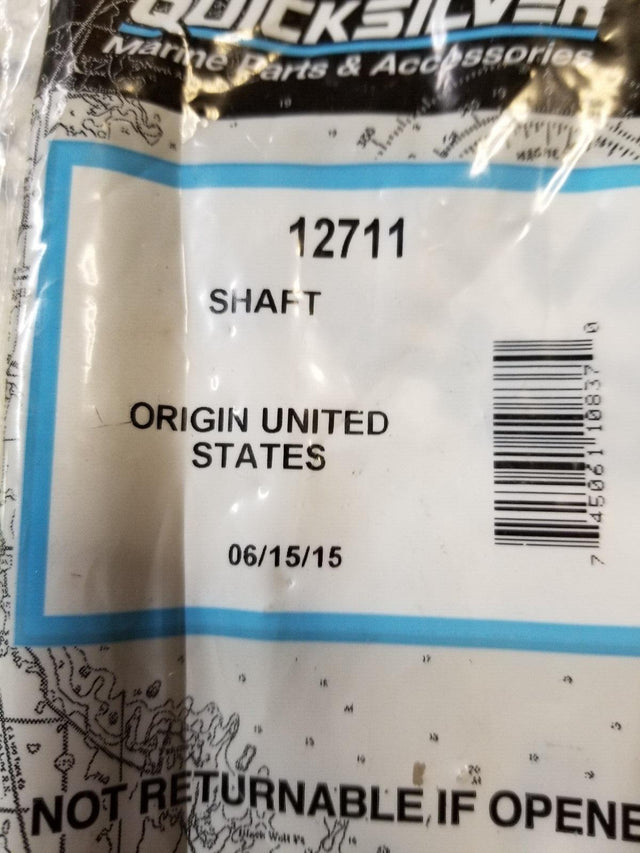 QUICKSILVER
Marine Parts & Accessories
12711
SHAFT
ORIGIN UNITED
STATES
06/15/15
7 45061 10837 0
NOT RETURNABLE IF OPENE